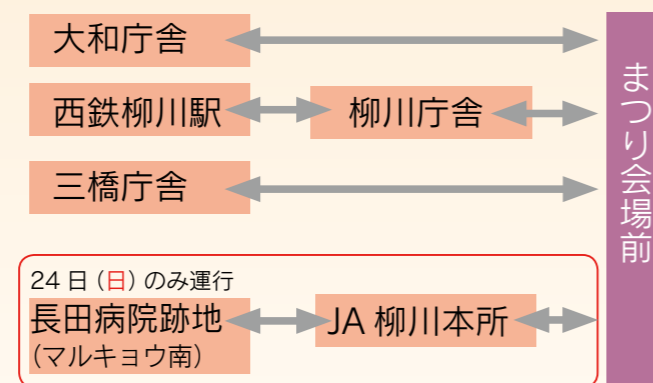 大和庁舎
西鉄柳川駅
柳川庁舎
三橋庁舎
24日(日)のみ運行
長田病院跡地
(マルキョウ南)
JA柳川本所
まつり会場前